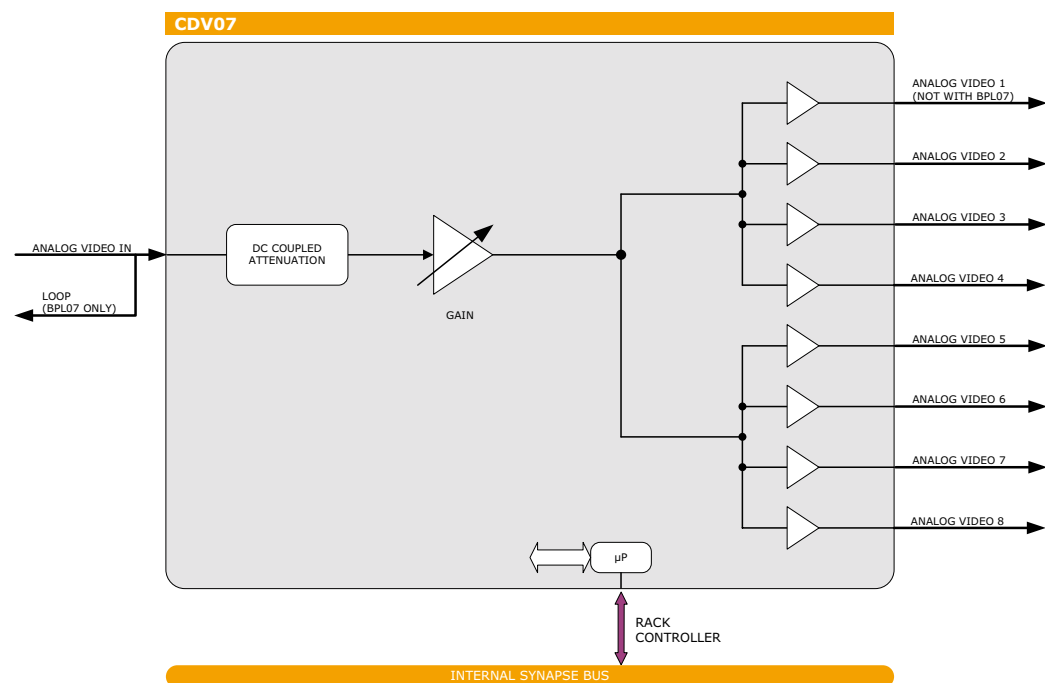 CDV07
ANALOG VIDEO 1
(NOT WITH BPL07)
ANALOG VIDEO 2
ANALOG VIDEO 3
ANALOG VIDEO IN
DC COUPLED
ATTENUATION
ANALOG VIDEO 4
LOOP
(BPL07 ONLY)
GAIN
ANALOG VIDEO 5
ANALOG VIDEO 6
ANALOG VIDEO 7
ANALOG VIDEO 8
µP
RACK
CONTROLLER
INTERNAL SYNAPSE BUS